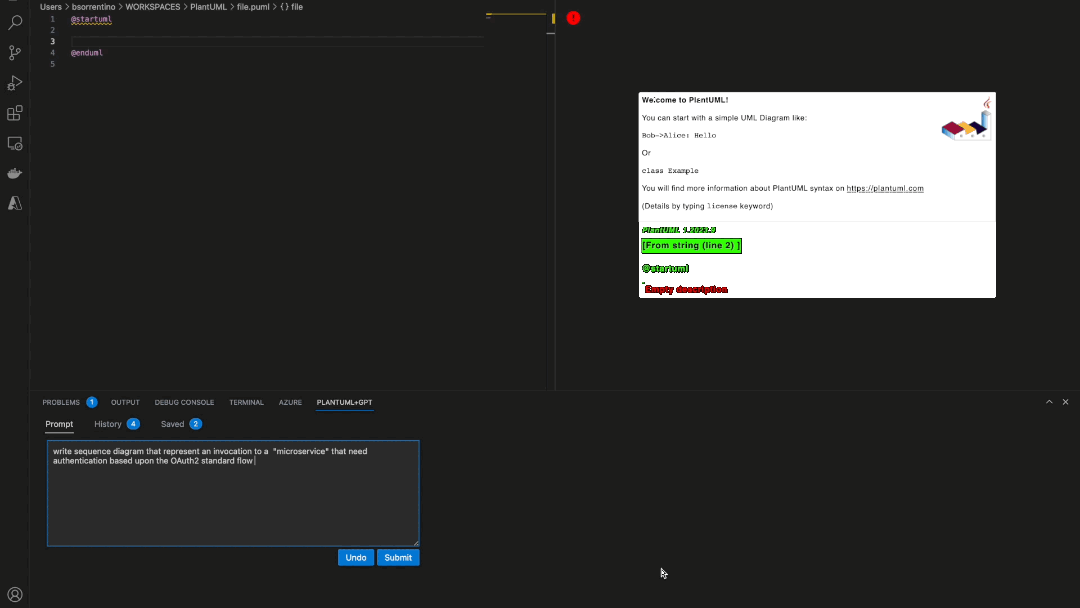 Users > bsorrentino > WORKSPACES > PlantUML > file.puml > {} file
1 @startuml
2
3
4 @enduml
5
Welcome to PlantUML!
You can start with a simple UML Diagram like:
Bob->Alice: Hello
Or
class Example
You will find more information about PlantUML syntax on https://plantuml.com
(Details by typing license keyword)
PlantUML 1.2023.9
[From string (line 2) ]
@startuml
Empty description
PROBLEMS 1 OUTPUT DEBUG CONSOLE TERMINAL AZURE PLANTUML+GPT
Prompt History 4 Saved 2
write sequence diagram that represent an invocation to a "microservice" that need
authentication based upon the OAuth2 standard flow
Undo Submit